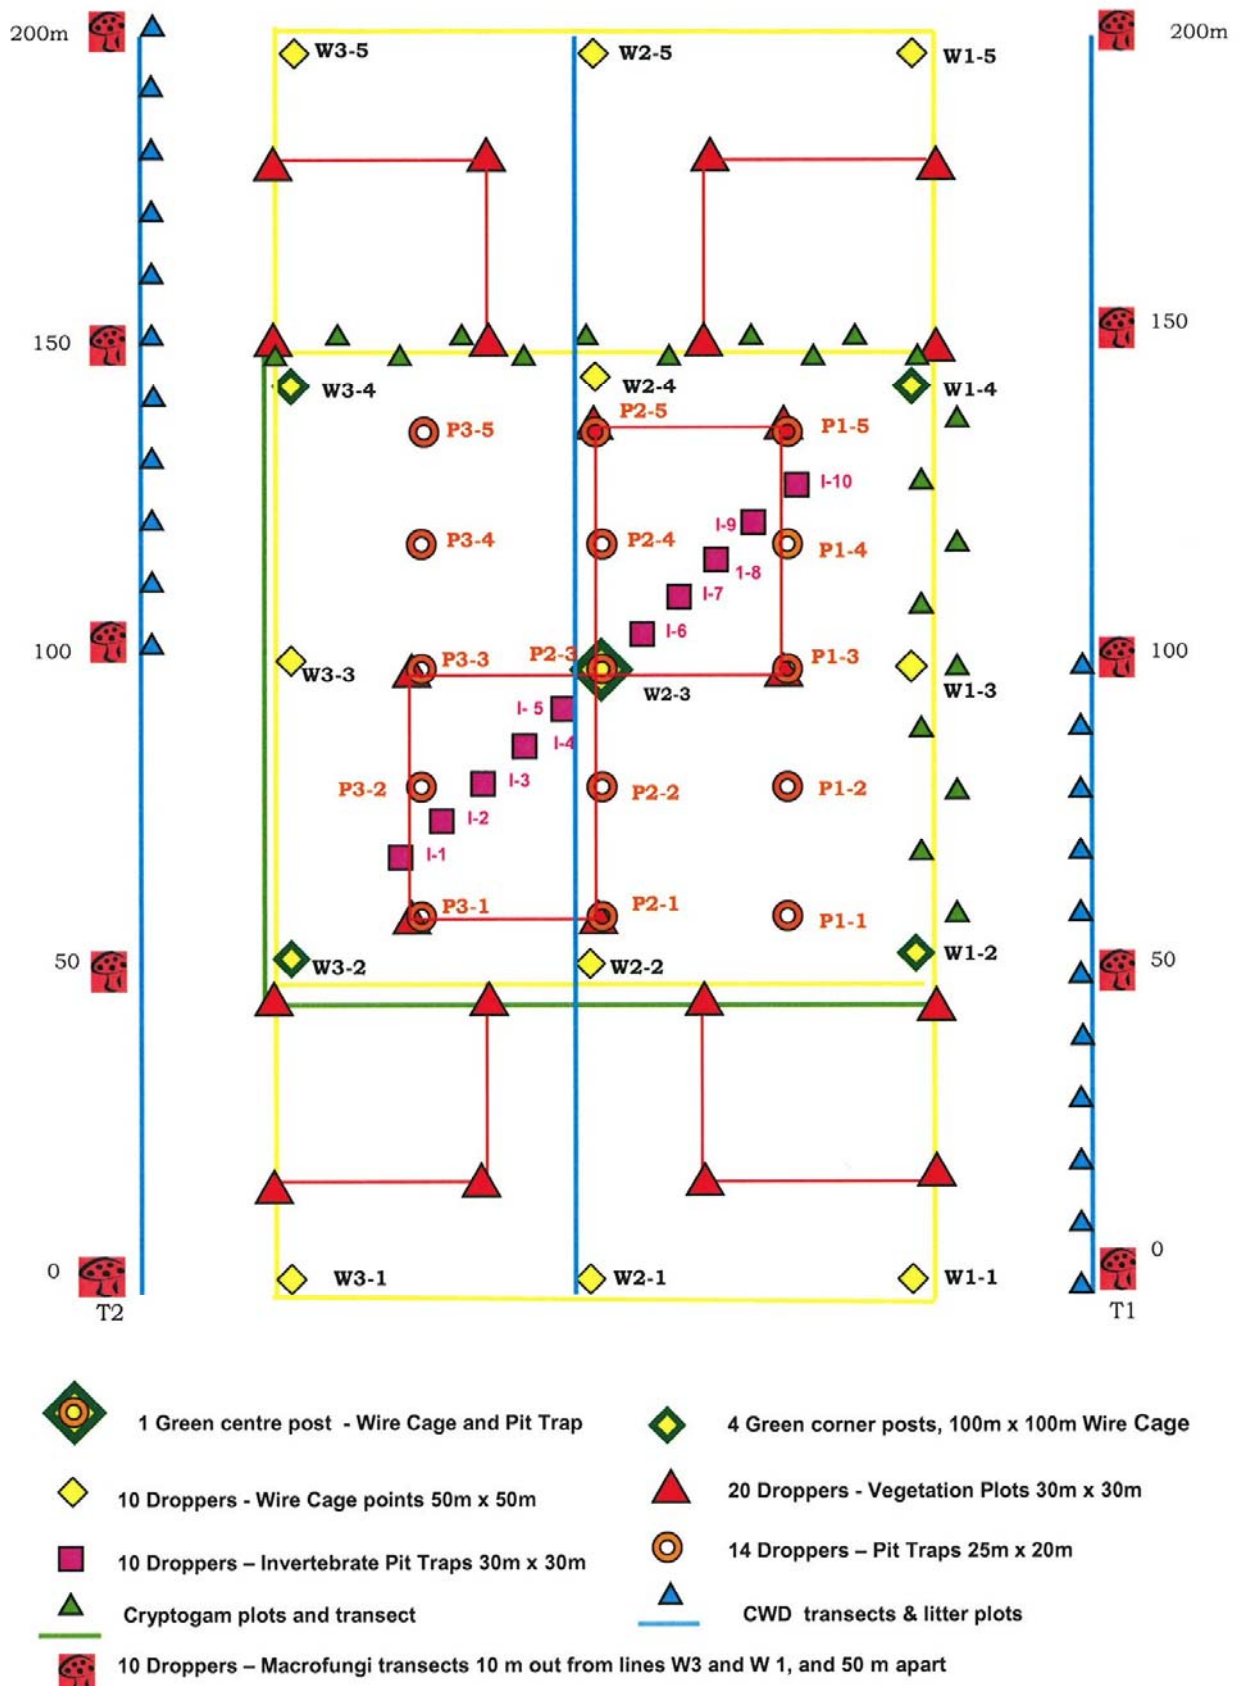 200m
200m
W3-5
W2-5
W1-5
150
150
W3-4
W2-4
W1-4
P3-5
P2-5
P1-5
I-10
I-9
P3-4
P2-4
P1-4
1-8
I-7
I-6
100
100
W3-3
P3-3
P2-3
P1-3
W2-3
W1-3
I- 5
I-4
I-3
P3-2
P2-2
P1-2
I-2
I-1
P3-1
P2-1
P1-1
50
50
W3-2
W2-2
W1-2
0
0
W3-1
W2-1
W1-1
T2
T1
1 Green centre post - Wire Cage and Pit Trap
4 Green corner posts, 100m x 100m Wire Cage
10 Droppers - Wire Cage points 50m x 50m
20 Droppers - Vegetation Plots 30m x 30m
10 Droppers – Invertebrate Pit Traps 30m x 30m
14 Droppers – Pit Traps 25m x 20m
Cryptogam plots and transect
CWD transects & litter plots
10 Droppers – Macrofungi transects 10 m out from lines W3 and W 1, and 50 m apart